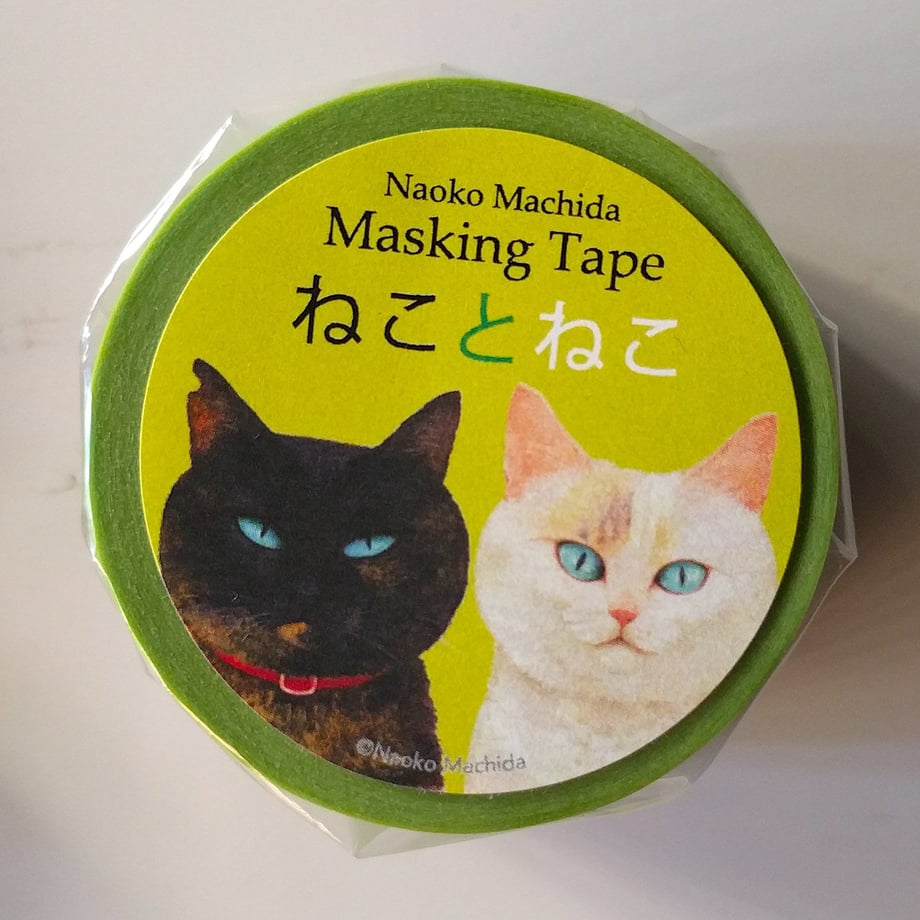 Naoko Machida
Masking Tape
ねことねこ
©Naoko Machida